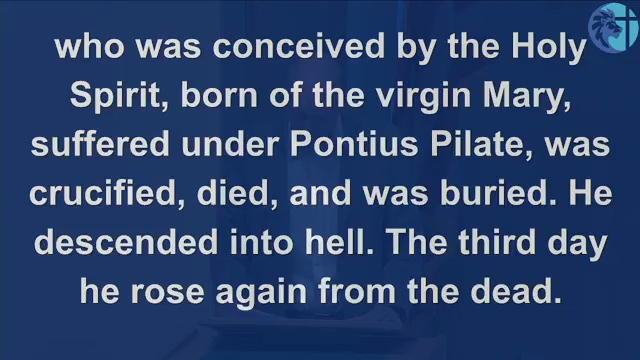 who was conceived by the Holy
Spirit, born of the virgin Mary,
suffered under Pontius Pilate, was
crucified, died, and was buried. He
descended into hell. The third day
he rose again from the dead.